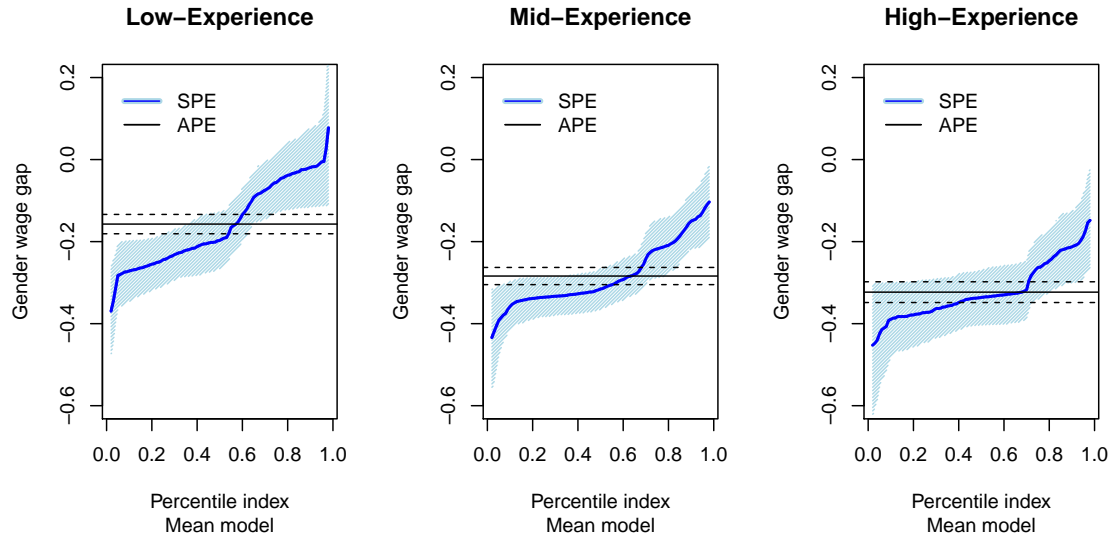 Low−Experience
0.2
0.0
−0.2
−0.4
−0.6
Gender wage gap
SPE
APE
0.0 0.2 0.4 0.6 0.8 1.0
Percentile index
Mean model
Mid−Experience
0.2
0.0
−0.2
−0.4
−0.6
Gender wage gap
SPE
APE
0.0 0.2 0.4 0.6 0.8 1.0
Percentile index
Mean model
High−Experience
0.2
0.0
−0.2
−0.4
−0.6
Gender wage gap
SPE
APE
0.0 0.2 0.4 0.6 0.8 1.0
Percentile index
Mean model